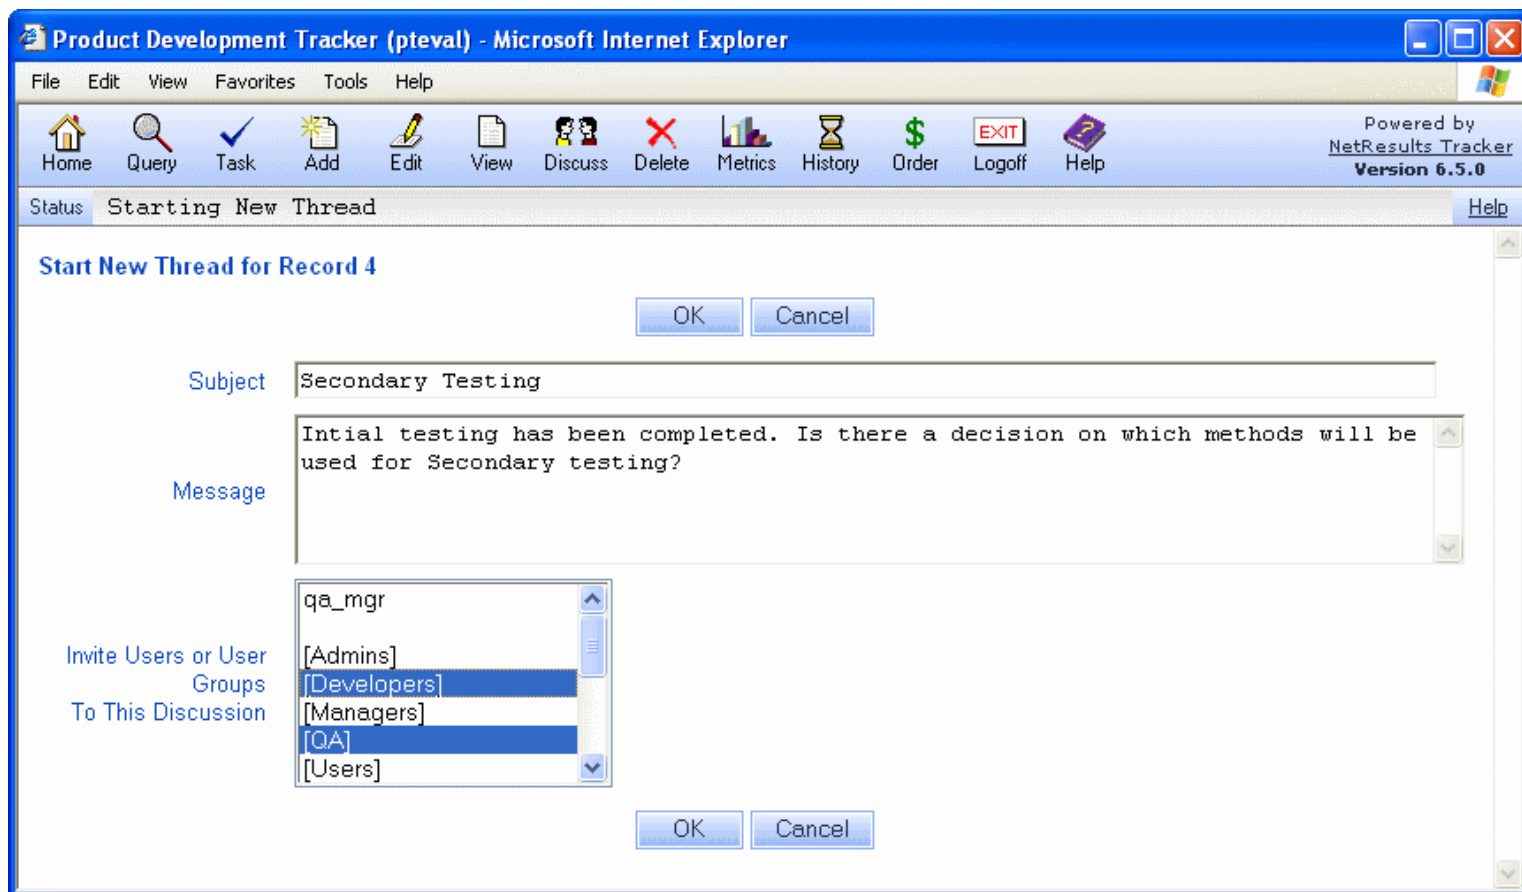 Product Development Tracker (pteval) - Microsoft Internet Explorer
File Edit View Favorites Tools Help
Home Query Task Add Edit View Discuss Delete Metrics History Order EXIT Logoff Help
Powered by
NetResults Tracker
Version 6.5.0
Status Starting New Thread Help
Start New Thread for Record 4
OK Cancel
Subject Secondary Testing
Message
Intial testing has been completed. Is there a decision on which methods will be
used for Secondary testing?
Invite Users or User
Groups
To This Discussion
qa_mgr
[Admins]
[Developers]
[Managers]
[QA]
[Users]
OK Cancel